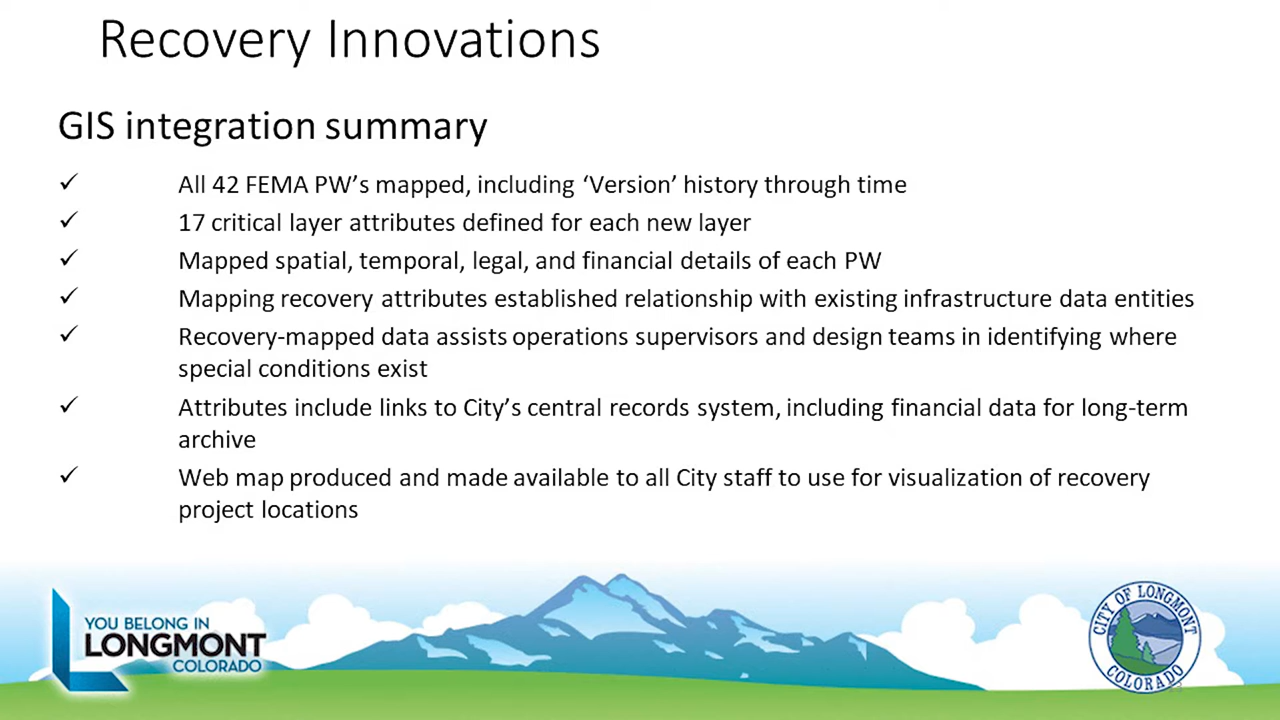 Recovery Innovations
GIS integration summary
✓ All 42 FEMA PW’s mapped, including ‘Version’ history through time
✓ 17 critical layer attributes defined for each new layer
✓ Mapped spatial, temporal, legal, and financial details of each PW
✓ Mapping recovery attributes established relationship with existing infrastructure data entities
✓ Recovery-mapped data assists operations supervisors and design teams in identifying where
special conditions exist
✓ Attributes include links to City’s central records system, including financial data for long-term
archive
✓ Web map produced and made available to all City staff to use for visualization of recovery
project locations
YOU BELONG IN
LONGMONT
COLORADO
CITY OF LONGMONT
COLORADO